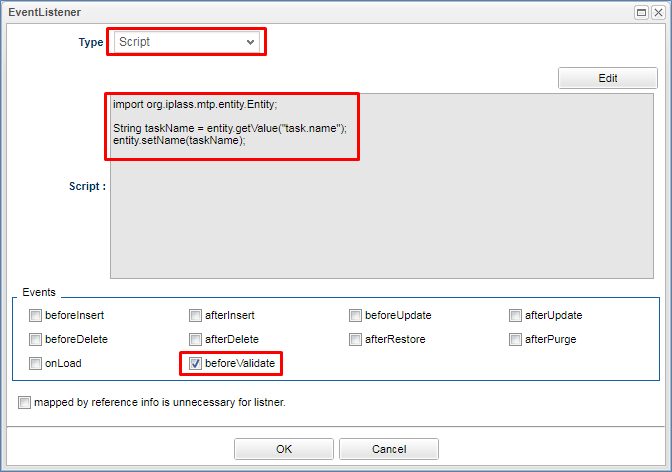 EventListener
Type
Script
Edit
import org.iplass.mtp.entity.Entity;
String taskName = entity.getValue("task.name");
entity.setName(taskName);
Script :
Events
beforeInsert afterInsert beforeUpdate afterUpdate
beforeDelete afterDelete afterRestore afterPurge
onLoad beforeValidate
mapped by reference info is unnecessary for listner.
OK Cancel